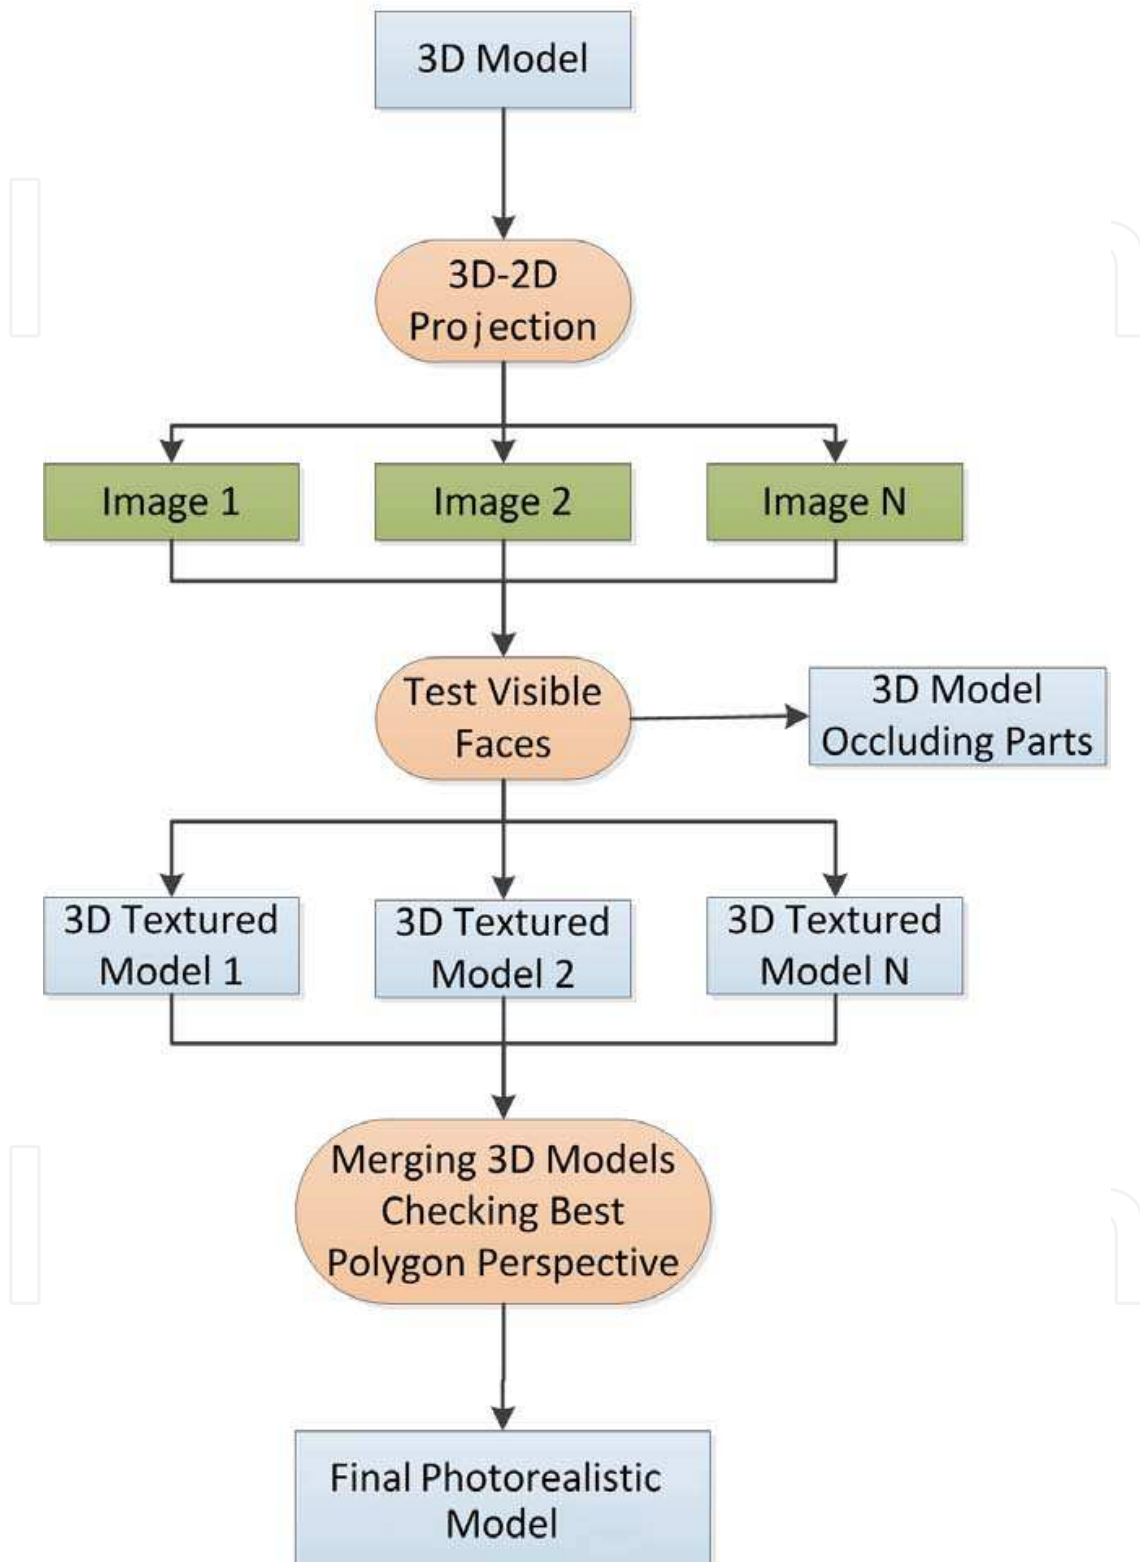 3D Model
3D-2D
Projection
Image 1
Image 2
Image N
Test Visible
Faces
3D Model
Occluding Parts
3D Textured
Model 1
3D Textured
Model 2
3D Textured
Model N
Merging 3D Models
Checking Best
Polygon Perspective
Final Photorealistic
Model